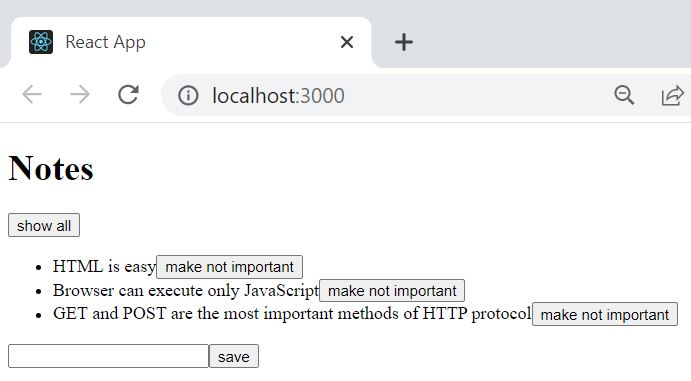 React App
localhost:3000
Notes
show all
HTML is easy make not important
Browser can execute only JavaScript make not important
GET and POST are the most important methods of HTTP protocol make not important
save